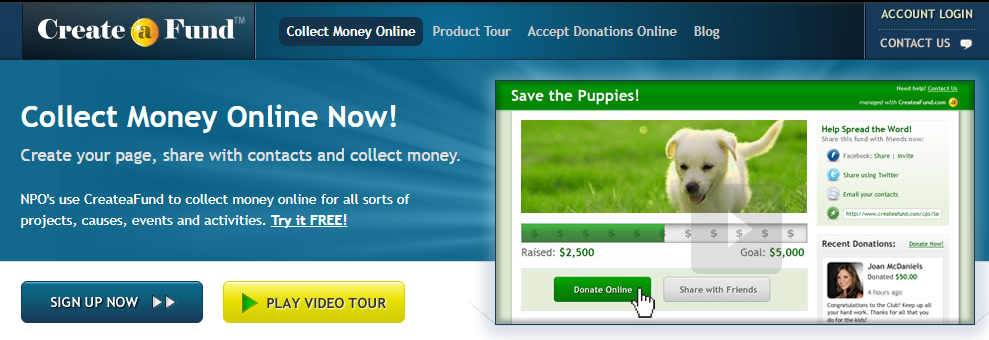 Create a Fund™
Collect Money Online
Product Tour
Accept Donations Online
Blog
ACCOUNT LOGIN
CONTACT US
Collect Money Online Now!
Create your page, share with contacts and collect money.
NPO's use CreateaFund to collect money online for all sorts of
projects, causes, events and activities. Try it FREE!
SIGN UP NOW
PLAY VIDEO TOUR
Save the Puppies!
Need help? Contact Us
managed with CreateaFund.com
$ $ $ $ $ $ $ $ $ $ $
Raised: $2,500
Goal: $5,000
Donate Online
Share with Friends
Help Spread the Word!
Share this fund with friends now:
Facebook: Share | Invite
Share using Twitter
Email your contacts
http://www.createafund.com/cps/Sa
Recent Donations:
Donate Now!
Joan McDaniels
Donated $50.00
4 hours ago
Congratulations to the Club! Keep up all
your hard work. Thanks for all that you
do for the kids!